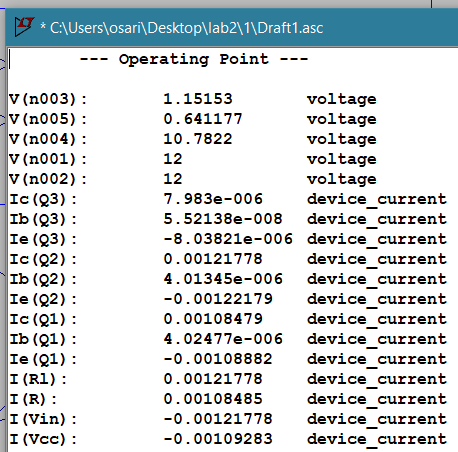 * C:\Users\osari\Desktop\lab2\1\Draft1.asc
--- Operating Point ---
V(n003): 1.15153 voltage
V(n005): 0.641177 voltage
V(n004): 10.7822 voltage
V(n001): 12 voltage
V(n002): 12 voltage
Ic(Q3): 7.983e-006 device_current
Ib(Q3): 5.52138e-008 device_current
Ie(Q3): -8.03821e-006 device_current
Ic(Q2): 0.00121778 device_current
Ib(Q2): 4.01345e-006 device_current
Ie(Q2): -0.00122179 device_current
Ic(Q1): 0.00108479 device_current
Ib(Q1): 4.02477e-006 device_current
Ie(Q1): -0.00108882 device_current
I(Rl): 0.00121778 device_current
I(R): 0.00108485 device_current
I(Vin): -0.00121778 device_current
I(Vcc): -0.00109283 device_current